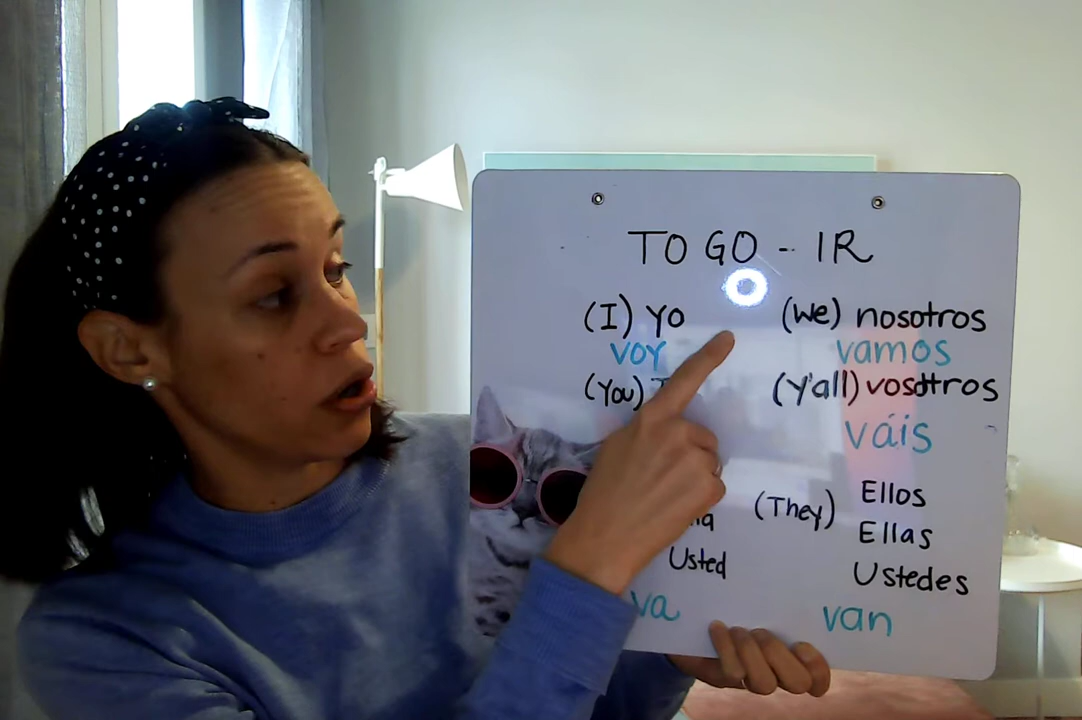 TO GO - IR
(I) Yo
voy
(You)
Usted
va
(we) nosotros
vamos
(y'all) vosotros
váis
(They) Ellos
Ellas
Ustedes
van